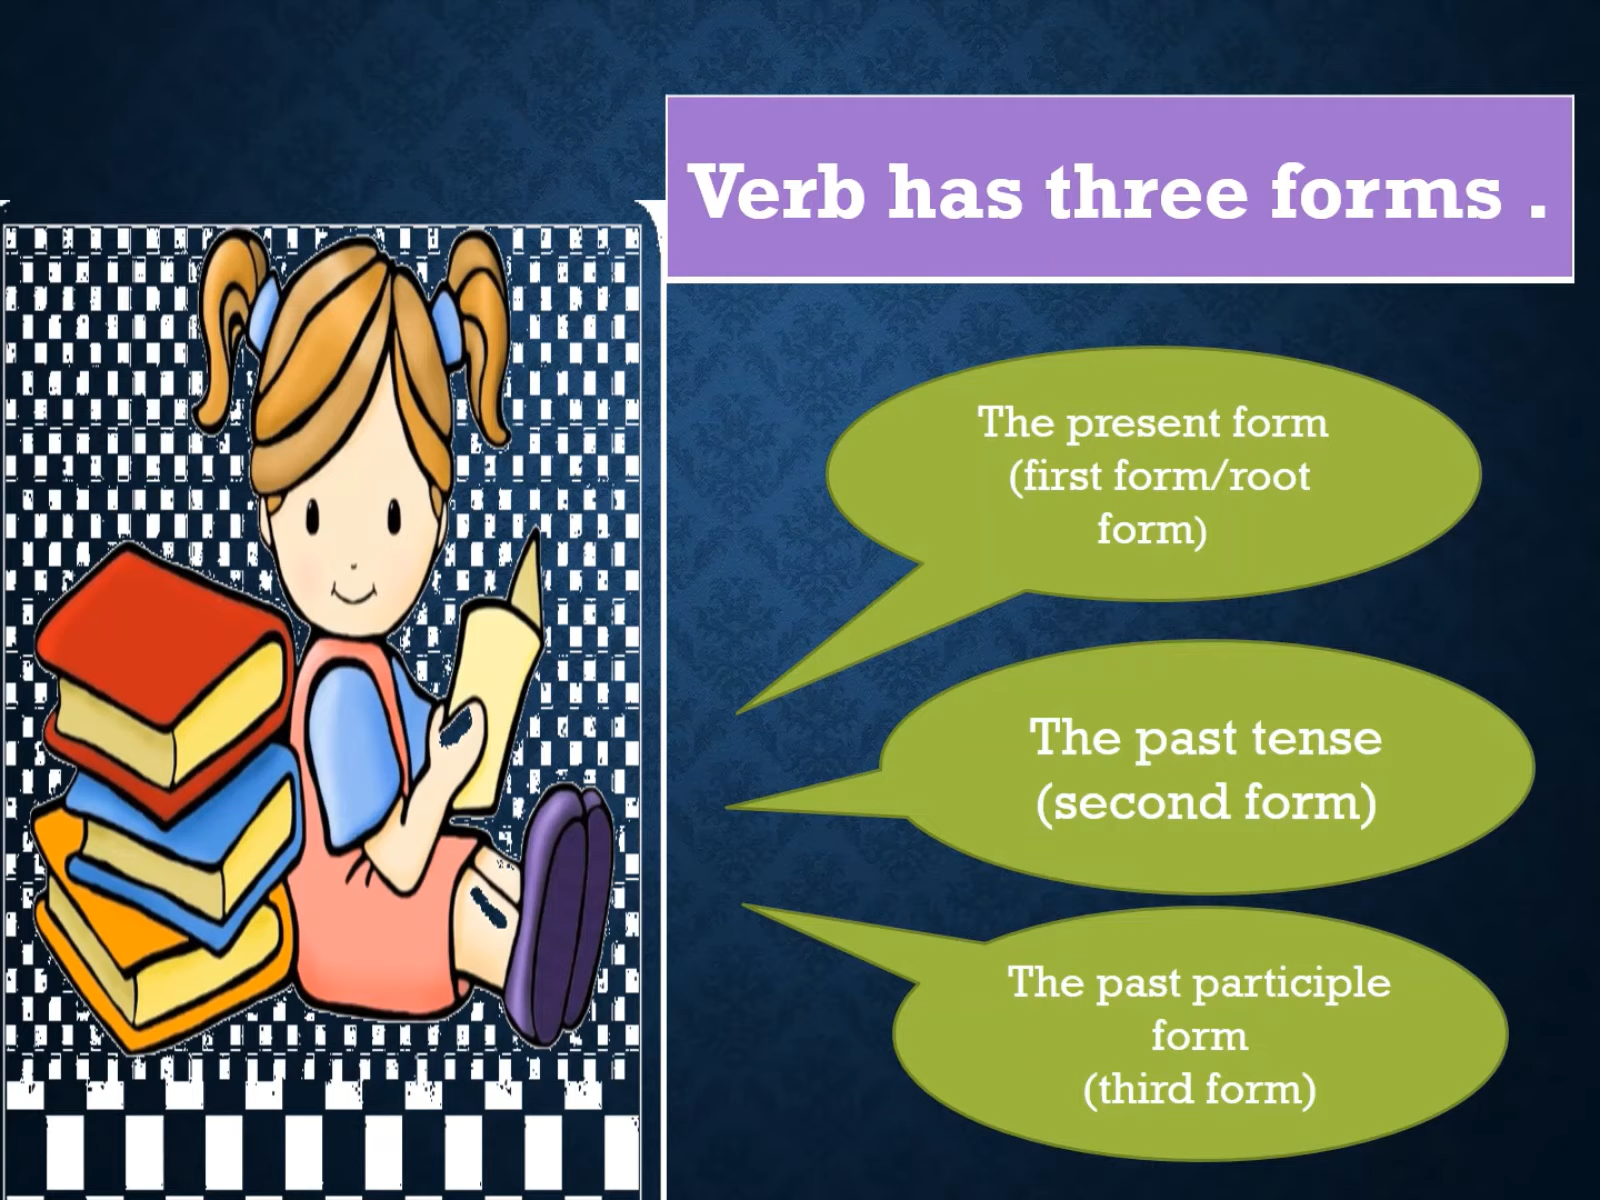 Verb has three forms .
The present form
(first form/root
form)
The past tense
(second form)
The past participle
form
(third form)